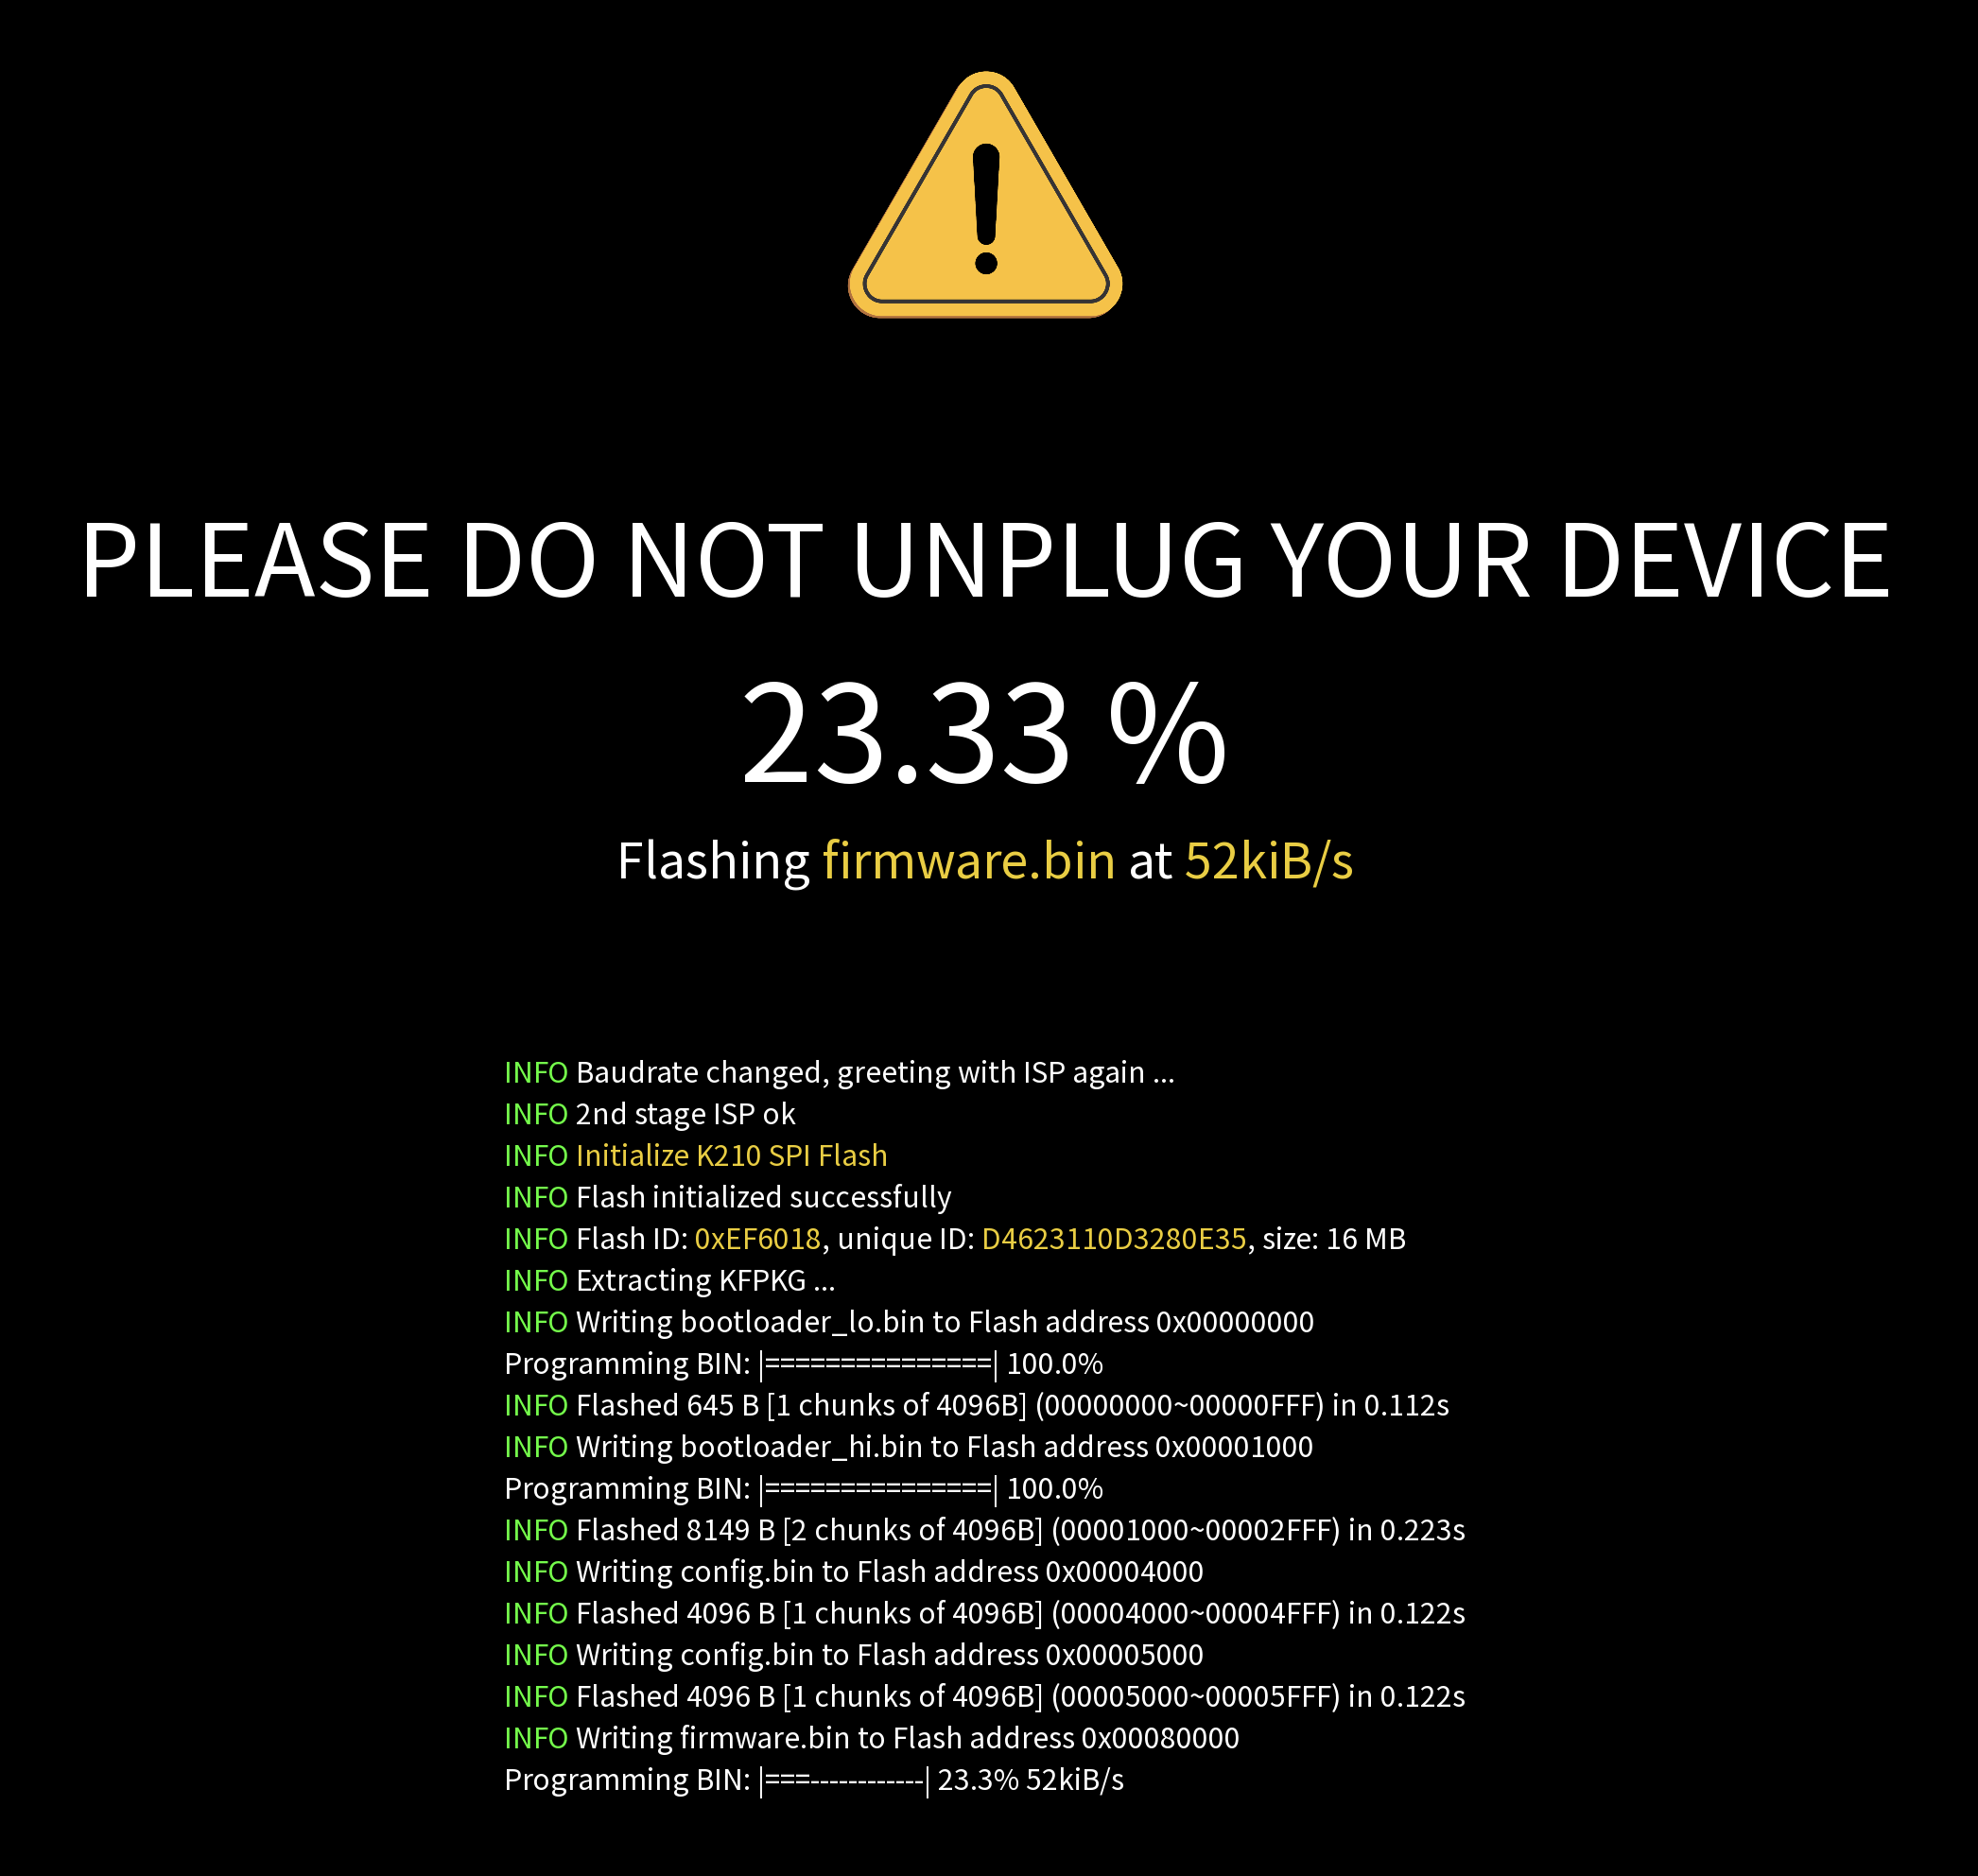 PLEASE DO NOT UNPLUG YOUR DEVICE
23.33 %
Flashing firmware.bin at 52kiB/s
INFO Baudrate changed, greeting with ISP again ...
INFO 2nd stage ISP ok
INFO Initialize K210 SPI Flash
INFO Flash initialized successfully
INFO Flash ID: 0xEF6018, unique ID: D4623110D3280E35, size: 16 MB
INFO Extracting KFPKG ...
INFO Writing bootloader_lo.bin to Flash address 0x00000000
Programming BIN: |===============| 100.0%
INFO Flashed 645 B [1 chunks of 4096B] (00000000~00000FFF) in 0.112s
INFO Writing bootloader_hi.bin to Flash address 0x00001000
Programming BIN: |===============| 100.0%
INFO Flashed 8149 B [2 chunks of 4096B] (00001000~00002FFF) in 0.223s
INFO Writing config.bin to Flash address 0x00004000
INFO Flashed 4096 B [1 chunks of 4096B] (00004000~00004FFF) in 0.122s
INFO Writing config.bin to Flash address 0x00005000
INFO Flashed 4096 B [1 chunks of 4096B] (00005000~00005FFF) in 0.122s
INFO Writing firmware.bin to Flash address 0x00080000
Programming BIN: |===------------| 23.3% 52kiB/s